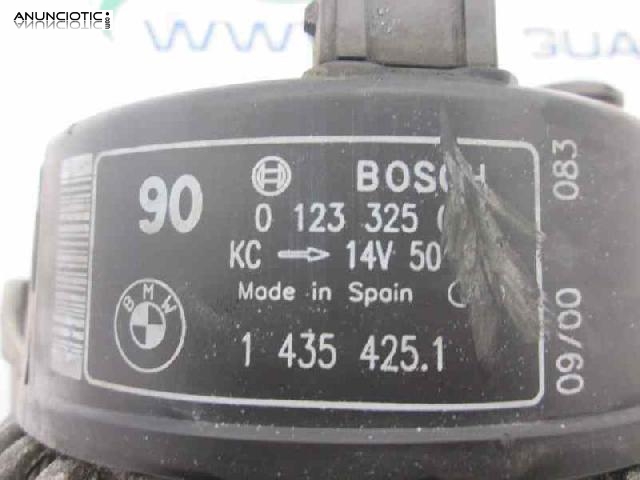 ANUNCIOTIC
90
BOSCH
0 123 325
KC → 14V 50
Made in Spain
BMW
1 435 425.1
09/00
083